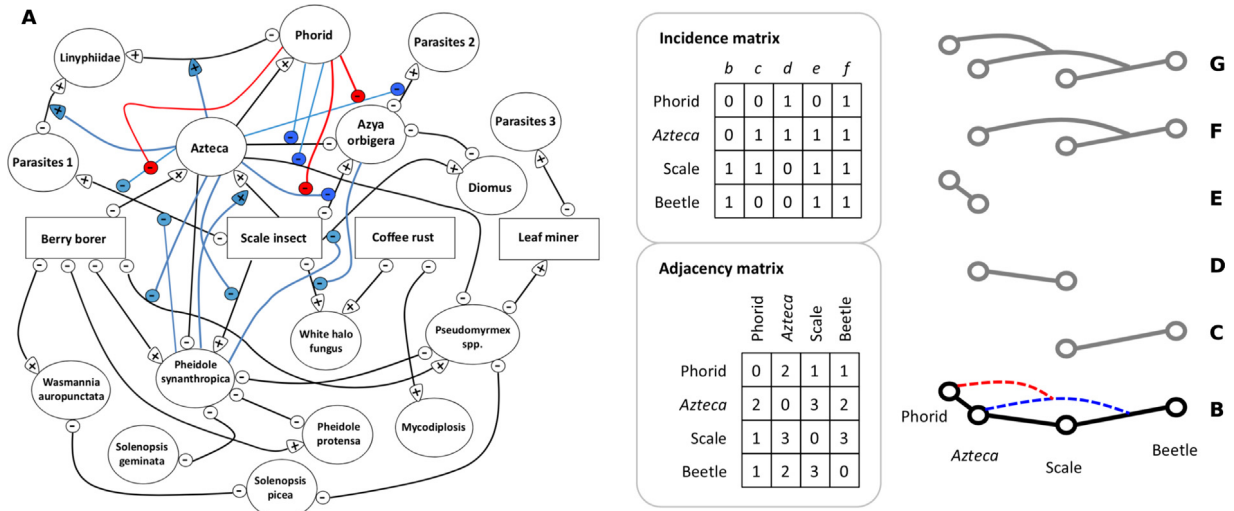 A
Phorid
Parasites 2
Linyphiidae
Parasites 3
Azya
orbigera
Azteca
Parasites 1
Diomus
Berry borer
Scale insect
Coffee rust
Leaf miner
White halo
fungus
Pseudomyrmex
spp.
Pheidole
synanthropica
Wasmannia
auropunctata
Pheidole
protensa
Mycodiplosis
Solenopsis
geminata
Solenopsis
picea
Incidence matrix
b c d e f
Phorid 0 0 1 0 1
Azteca 0 1 1 1 1
Scale 1 1 0 1 1
Beetle 1 0 0 1 1
Adjacency matrix
Phorid Azteca Scale Beetle
Phorid 0 2 1 1
Azteca 2 0 3 2
Scale 1 3 0 3
Beetle 1 2 3 0
G
F
E
D
C
B
Phorid
Azteca
Scale
Beetle